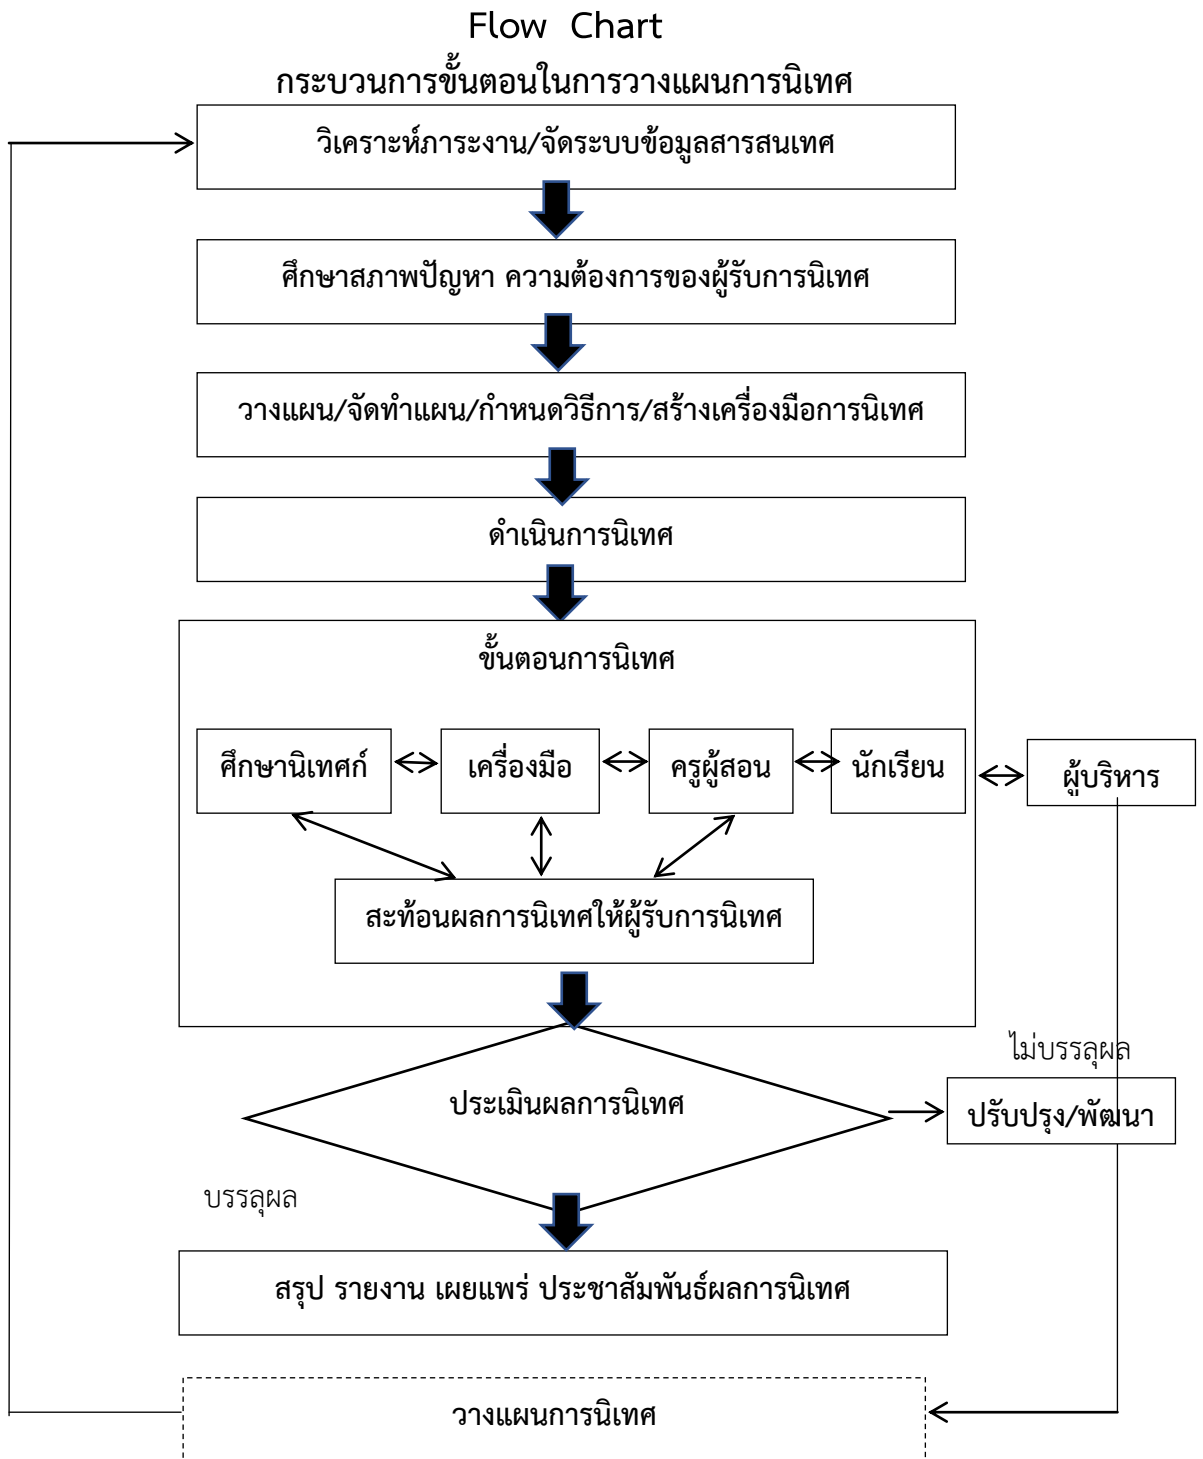 Flow Chart
กระบวนการขั้นตอนในการวางแผนการนิเทศ
วิเคราะห์ภาระงาน/จัดระบบข้อมูลสารสนเทศ
ศึกษาสภาพปัญหา ความต้องการของผู้รับการนิเทศ
วางแผน/จัดทำแผน/กำหนดวิธีการ/สร้างเครื่องมือการนิเทศ
ดำเนินการนิเทศ
ขั้นตอนการนิเทศ
ศึกษานิเทศก์
เครื่องมือ
ครูผู้สอน
นักเรียน
ผู้บริหาร
สะท้อนผลการนิเทศให้ผู้รับการนิเทศ
ไม่บรรลุผล
ประเมินผลการนิเทศ
ปรับปรุง/พัฒนา
บรรลุผล
สรุป รายงาน เผยแพร่ ประชาสัมพันธ์ผลการนิเทศ
วางแผนการนิเทศ